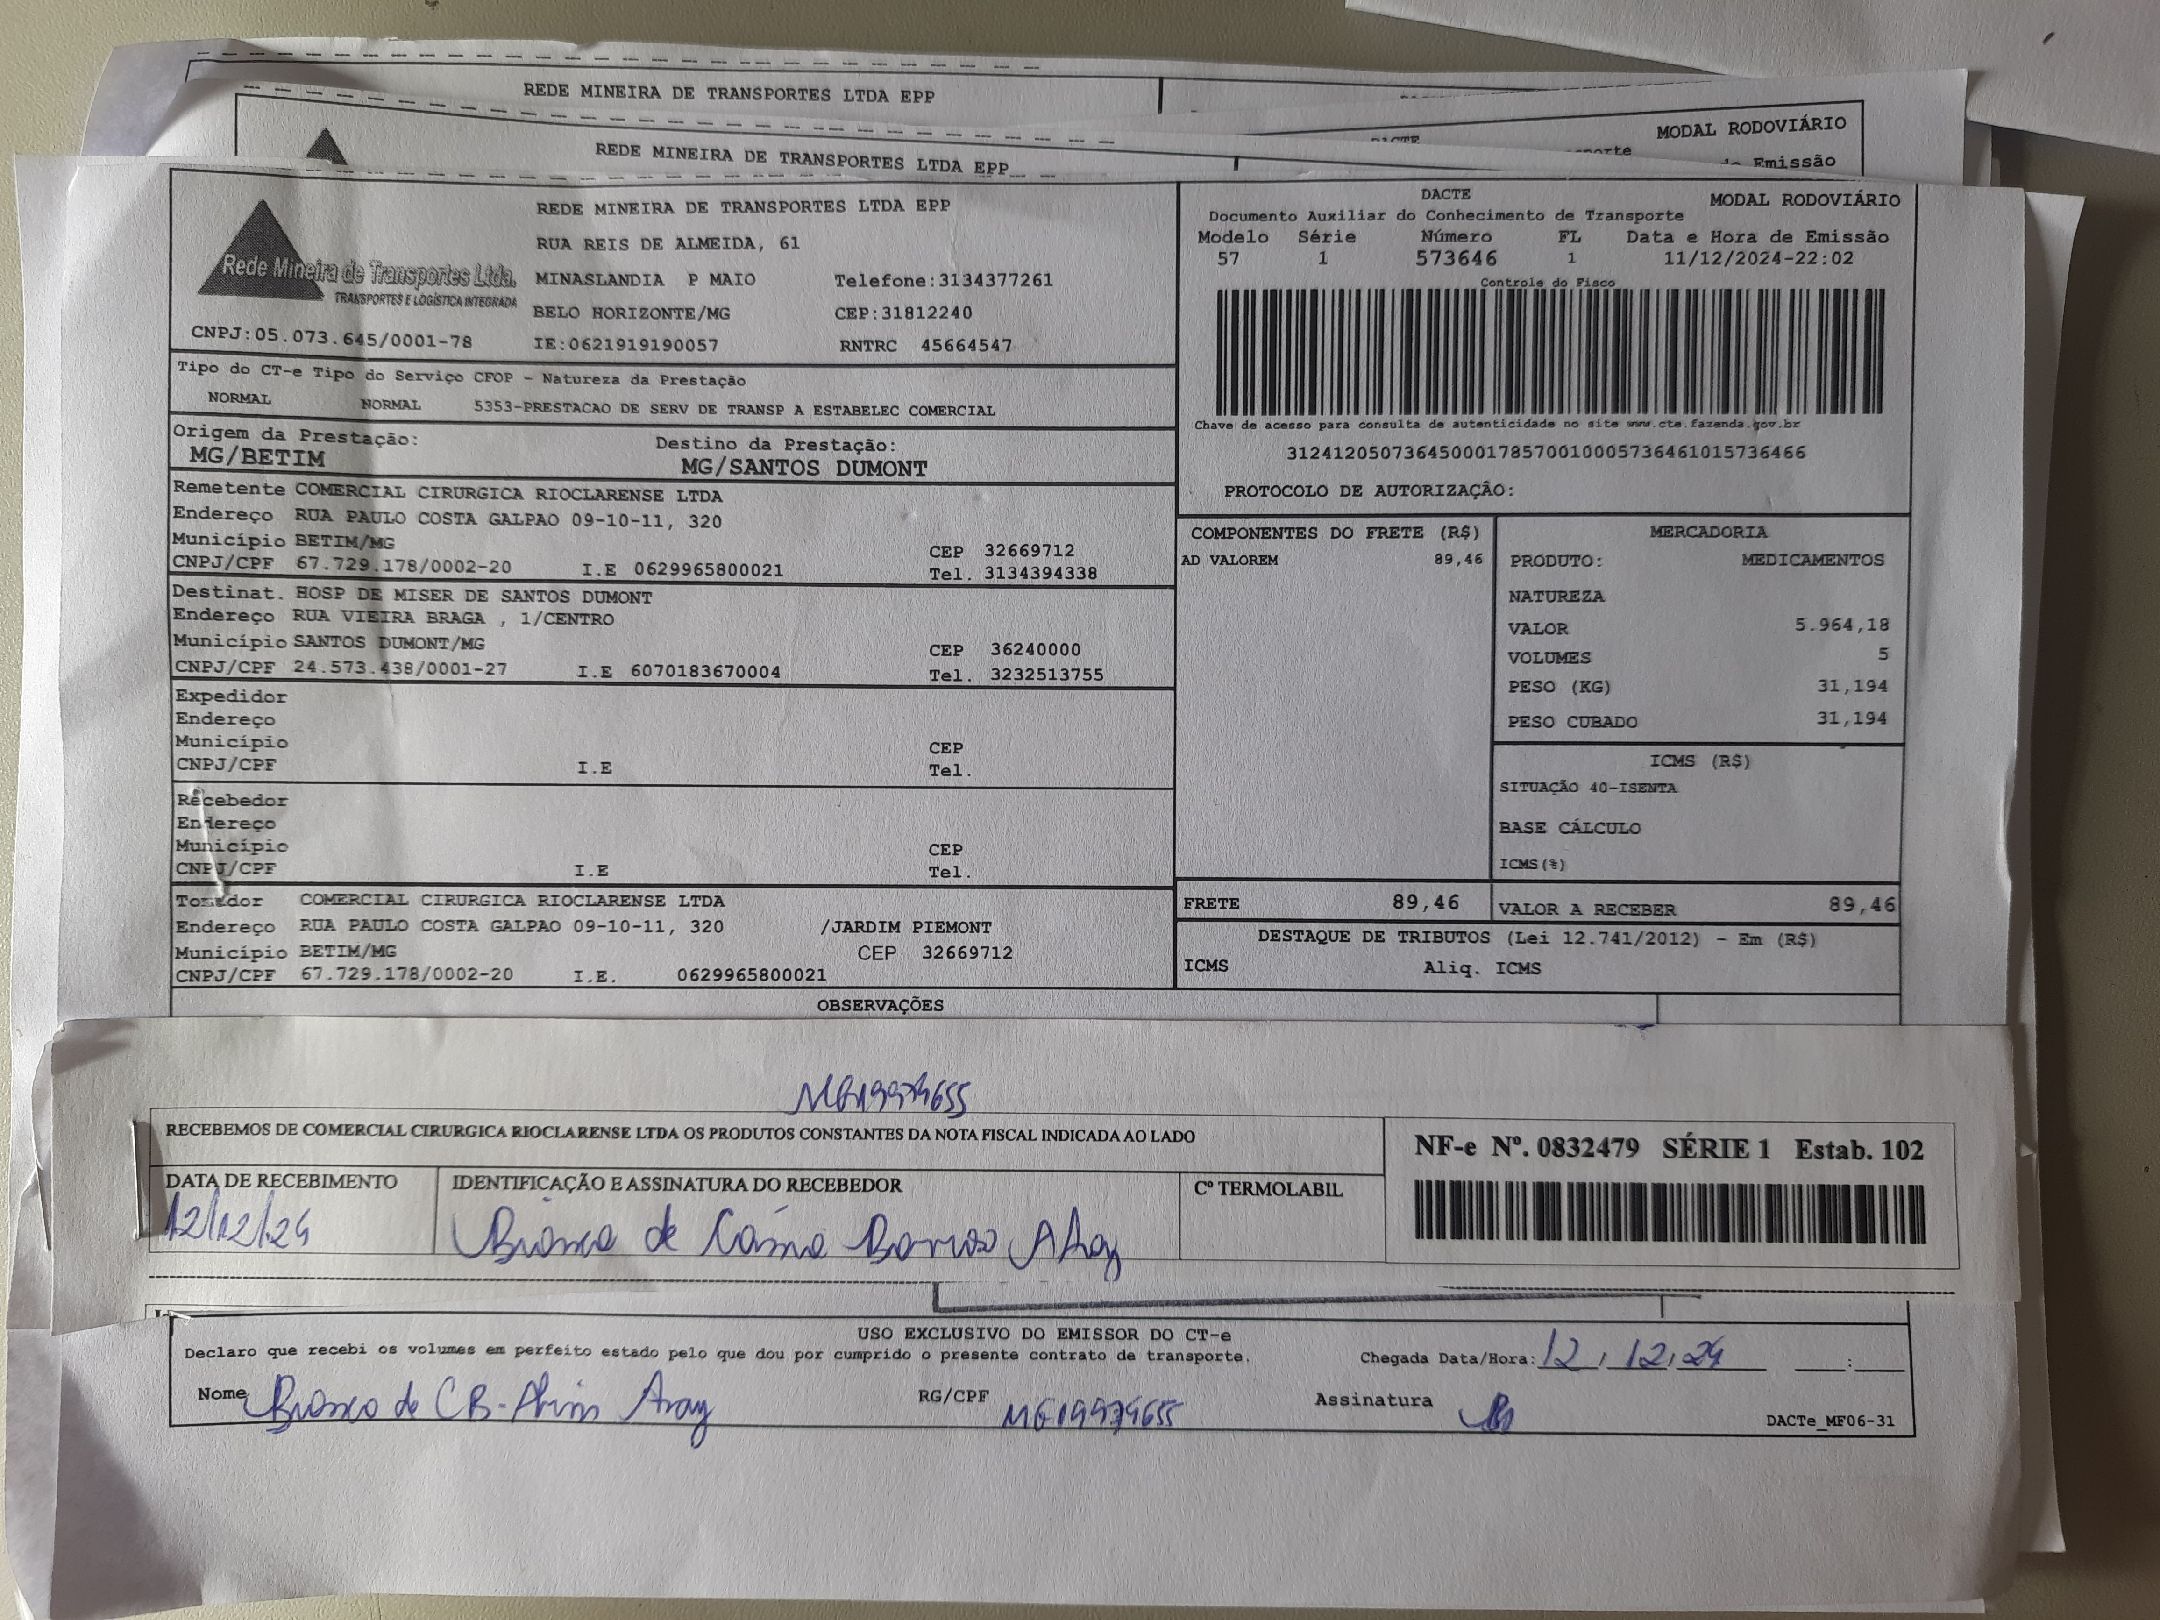 REDE MINEIRA DE TRANSPORTES LTDA EPP
MODAL RODOVIÁRIO
REDE MINEIRA DE TRANSPORTES LTDA EPP
Emissão
Rede Mineira de Transportes Ltda.
TRANSPORTES E LOGÍSTICA INTEGRADA
CNPJ:05.073.645/0001-78
REDE MINEIRA DE TRANSPORTES LTDA EPP
RUA REIS DE ALMEIDA, 61
MINASLANDIA P MAIO Telefone:3134377261
BELO HORIZONTE/MG CEP:31812240
IE:0621919190057 RNTRC 45664547
DACTE MODAL RODOVIÁRIO
Documento Auxiliar do Conhecimento de Transporte
Modelo Série Número FL Data e Hora de Emissão
57 1 573646 1 11/12/2024-22:02
Controle do Fisco
Chave de acesso para consulta de autenticidade no site www.cte.fazenda.gov.br
31241205073645000178570010005736461015736466
PROTOCOLO DE AUTORIZAÇÃO:
Tipo do CT-e Tipo do Serviço CFOP - Natureza da Prestação
NORMAL NORMAL 5353-PRESTACAO DE SERV DE TRANSP A ESTABELEC COMERCIAL
Origem da Prestação: Destino da Prestação:
MG/BETIM MG/SANTOS DUMONT
Remetente COMERCIAL CIRURGICA RIOCLARENSE LTDA
Endereço RUA PAULO COSTA GALPAO 09-10-11, 320
Município BETIM/MG CEP 32669712
CNPJ/CPF 67.729.178/0002-20 I.E 0629965800021 Tel. 3134394338
Destinat. HOSP DE MISER DE SANTOS DUMONT
Endereço RUA VIEIRA BRAGA , 1/CENTRO
Município SANTOS DUMONT/MG CEP 36240000
CNPJ/CPF 24.573.438/0001-27 I.E 6070183670004 Tel. 3232513755
Expedidor
Endereço
Município CEP
CNPJ/CPF I.E Tel.
Recebedor
Endereço
Município CEP
CNPJ/CPF I.E Tel.
Tomador COMERCIAL CIRURGICA RIOCLARENSE LTDA
Endereço RUA PAULO COSTA GALPAO 09-10-11, 320 /JARDIM PIEMONT
Município BETIM/MG CEP 32669712
CNPJ/CPF 67.729.178/0002-20 I.E. 0629965800021
COMPONENTES DO FRETE (R$)
AD VALOREM 89,46
MERCADORIA
PRODUTO: MEDICAMENTOS
NATUREZA
VALOR 5.964,18
VOLUMES 5
PESO (KG) 31,194
PESO CUBADO 31,194
ICMS (R$)
SITUAÇÃO 40-ISENTA
BASE CÁLCULO
ICMS(%)
FRETE 89,46 VALOR A RECEBER 89,46
DESTAQUE DE TRIBUTOS (Lei 12.741/2012) - Em (R$)
ICMS Aliq. ICMS
OBSERVAÇÕES
MG19979655
RECEBEMOS DE COMERCIAL CIRURGICA RIOCLARENSE LTDA OS PRODUTOS CONSTANTES DA NOTA FISCAL INDICADA AO LADO
NF-e Nº. 0832479 SÉRIE 1 Estab. 102
DATA DE RECEBIMENTO IDENTIFICAÇÃO E ASSINATURA DO RECEBEDOR Cº TERMOLABIL
12/12/24 de
USO EXCLUSIVO DO EMISSOR DO CT-e
Declaro que recebi os volumes em perfeito estado pelo que dou por cumprido o presente contrato de transporte. Chegada Data/Hora: 12, 12, 24 :
Nome RG/CPF MG19979655 Assinatura
DACTe_MF06-31